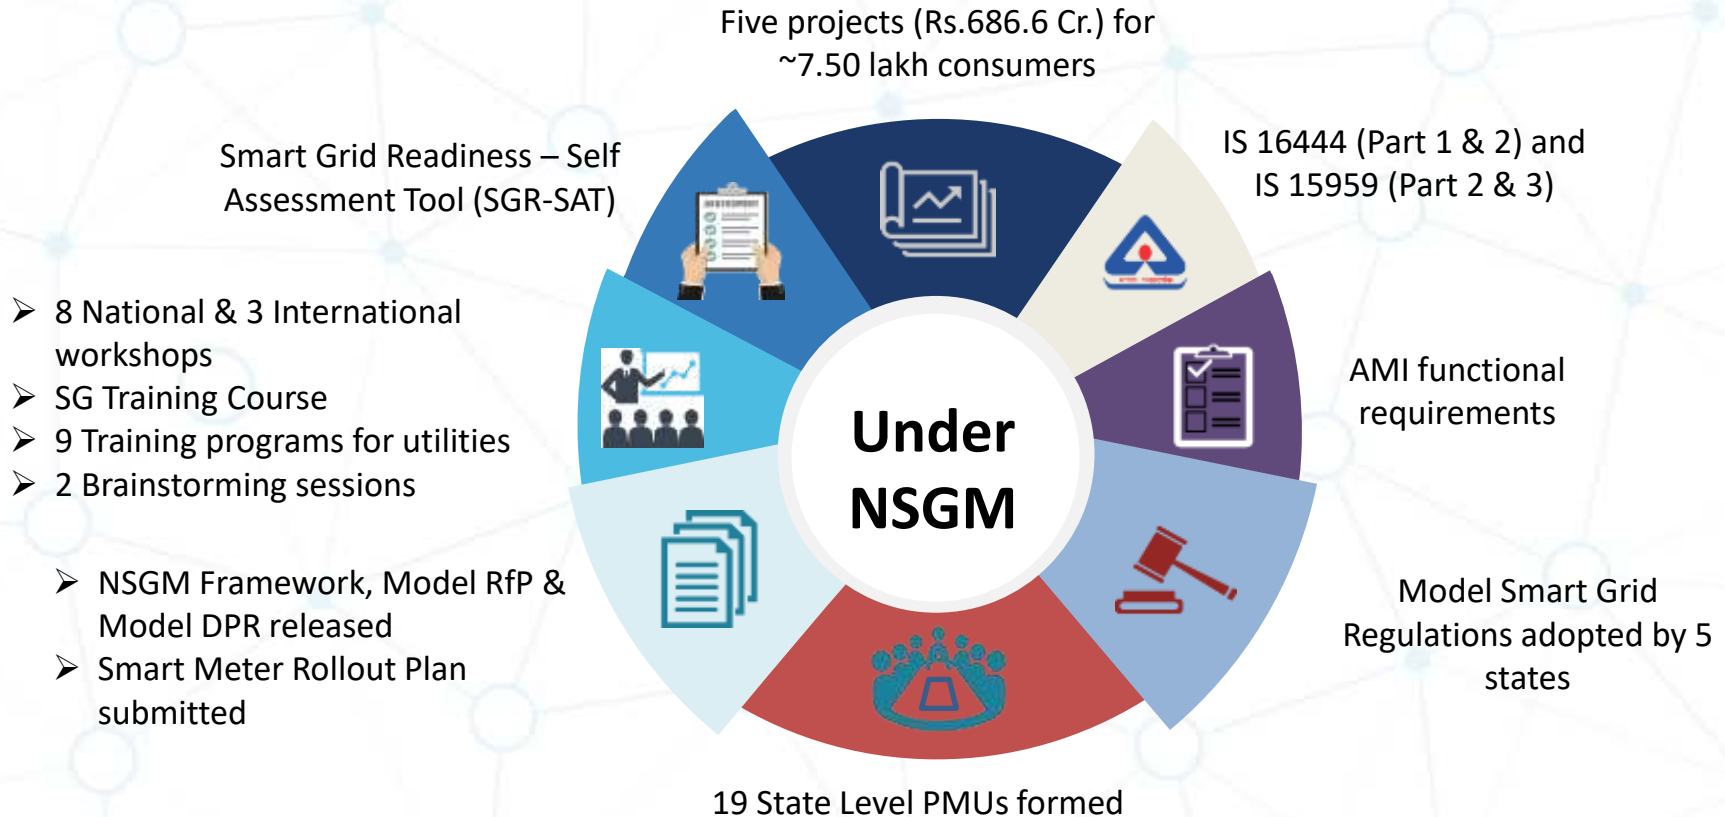 Five projects (Rs.686.6 Cr.) for
~7.50 lakh consumers
IS 16444 (Part 1 & 2) and
IS 15959 (Part 2 & 3)
AMI functional
requirements
Model Smart Grid
Regulations adopted by 5
states
19 State Level PMUs formed
➢ NSGM Framework, Model RfP &
Model DPR released
➢ Smart Meter Rollout Plan
submitted
➢ 8 National & 3 International
workshops
➢ SG Training Course
➢ 9 Training programs for utilities
➢ 2 Brainstorming sessions
Smart Grid Readiness – Self
Assessment Tool (SGR-SAT)
Under
NSGM